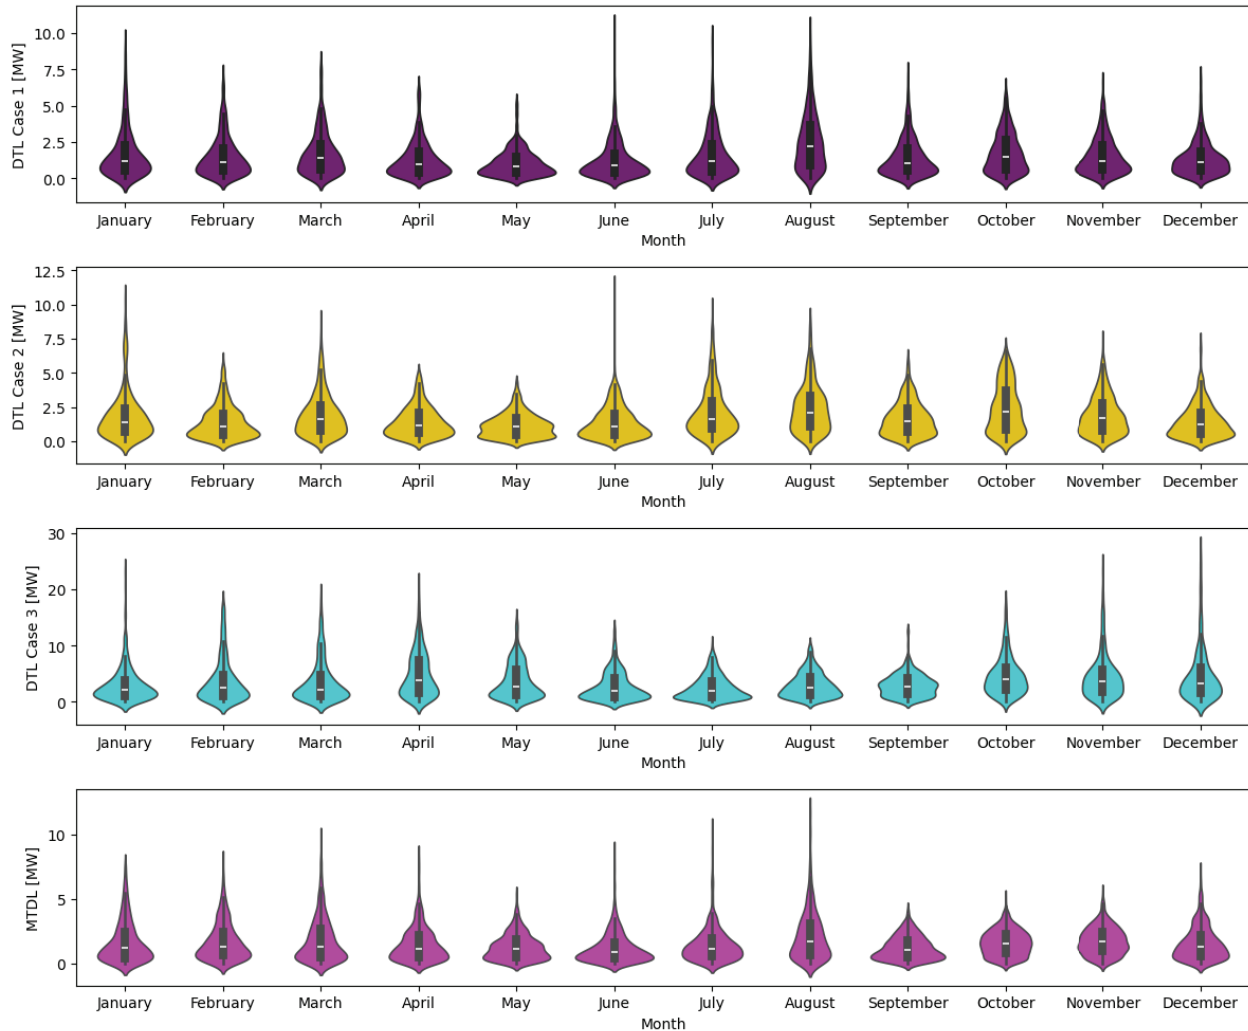 DTL Case 1 [MW]
10.0
7.5
5.0
2.5
0.0
January February March April May June July August September October November December
Month
DTL Case 2 [MW]
12.5
10.0
7.5
5.0
2.5
0.0
January February March April May June July August September October November December
Month
DTL Case 3 [MW]
30
20
10
0
January February March April May June July August September October November December
Month
MTDL [MW]
10
5
0
January February March April May June July August September October November December
Month